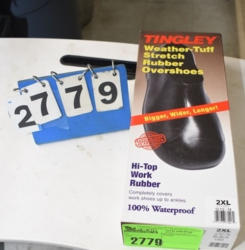 2779
TINGLEY
Weather-Tuff
Stretch
Rubber
Overshoes
Bigger, Wider, Longer!
Hi-Top
Work
Rubber
Completely covers
work shoes up to ankles
100% Waterproof
2XL
2XL
2779